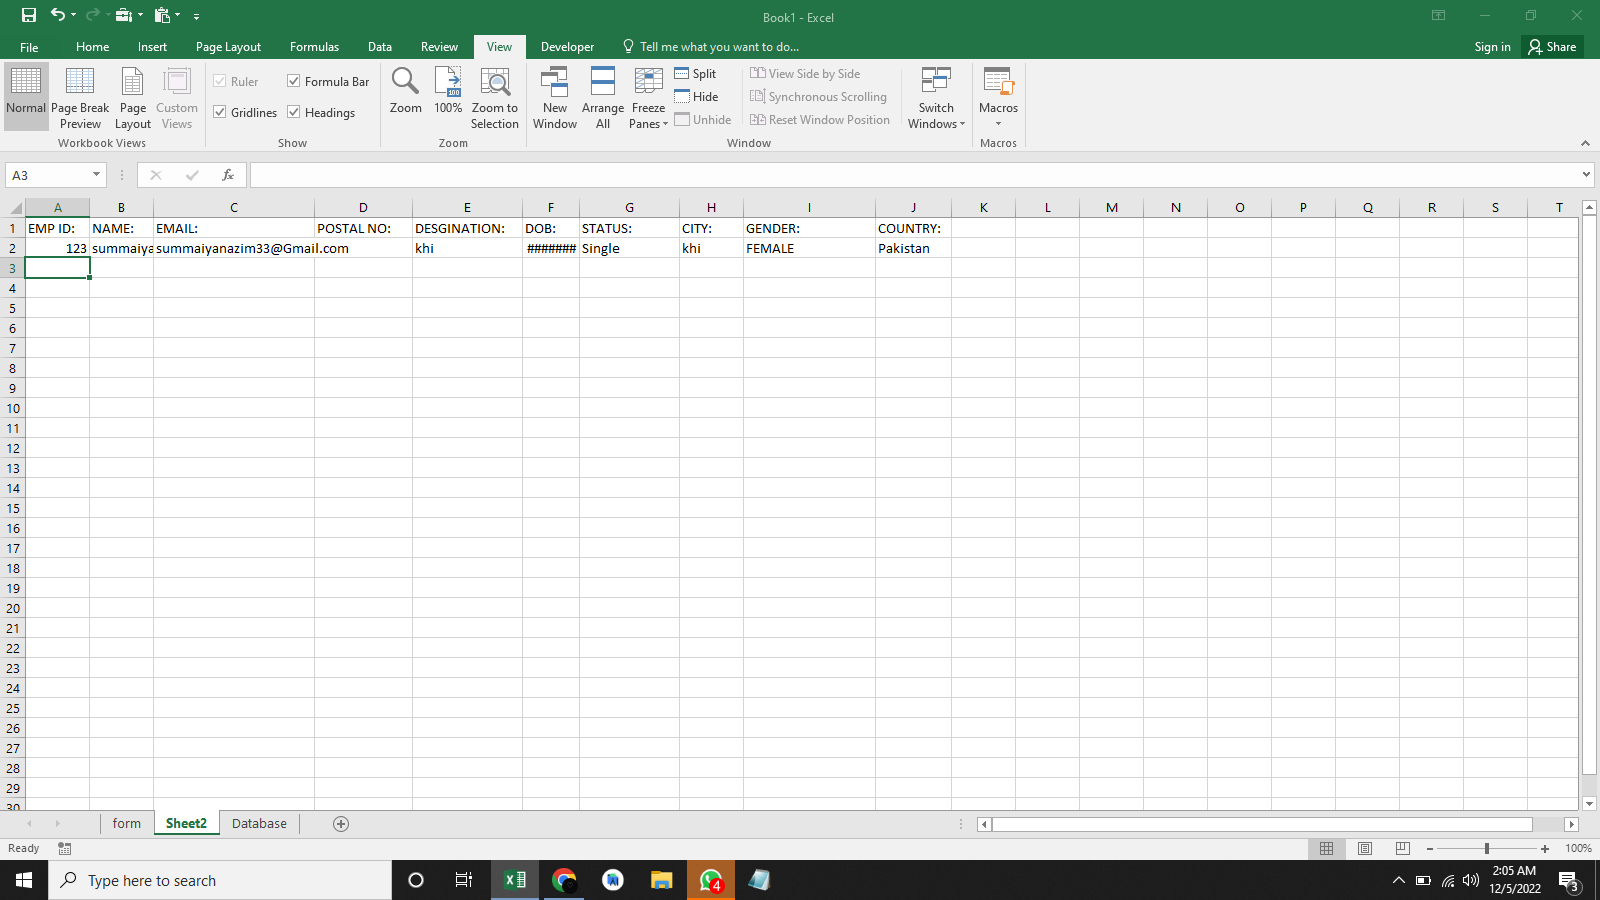 Book1 - Excel
File Home Insert Page Layout Formulas Data Review View Developer Tell me what you want to do... Sign in Share
Normal Page Break Preview Page Layout Custom Views
Workbook Views
Ruler Formula Bar
Gridlines Headings
Show
Zoom 100% Zoom to Selection
Zoom
New Window Arrange All Freeze Panes
Split
Hide
Unhide
View Side by Side
Synchronous Scrolling
Reset Window Position
Switch Windows
Window
Macros
Macros
A3 fx
A B C D E F G H I J K L M N O P Q R S T
1 EMP ID: NAME: EMAIL: POSTAL NO: DESGINATION: DOB: STATUS: CITY: GENDER: COUNTRY:
2 123 summaiya summaiyanazim33@Gmail.com khi ####### Single khi FEMALE Pakistan
3
4
5
6
7
8
9
10
11
12
13
14
15
16
17
18
19
20
21
22
23
24
25
26
27
28
29
30
form Sheet2 Database
Ready 100%
Type here to search
4
2:05 AM
12/5/2022
3